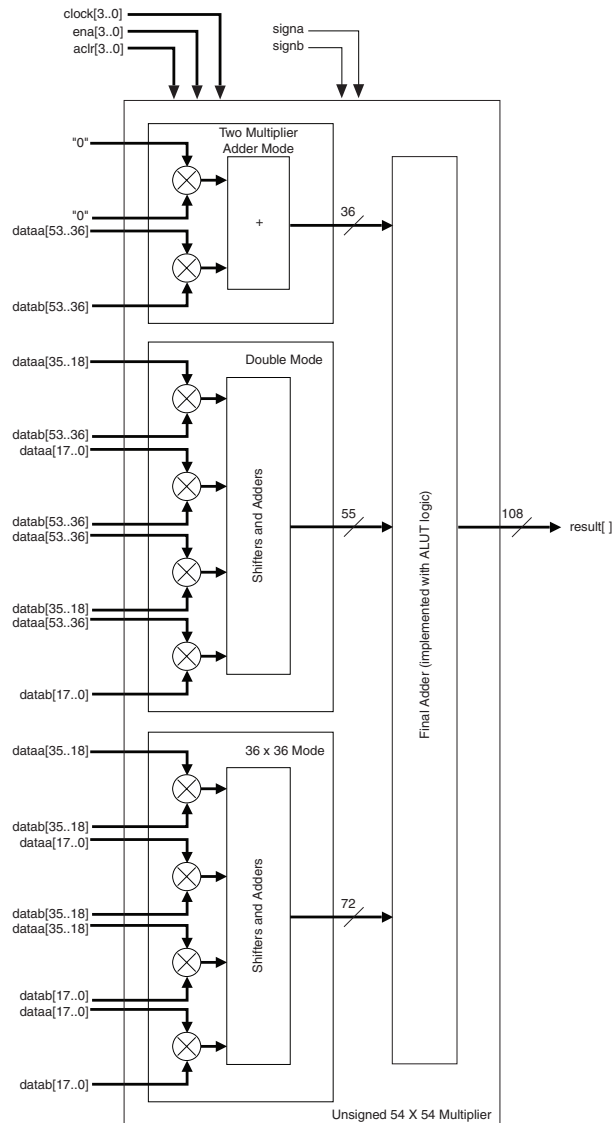 clock[3..0]
ena[3..0]
aclr[3..0]
signa
signb
Two Multiplier
Adder Mode
"0"
"0"
dataa[53..36]
datab[53..36]
+
36
Double Mode
dataa[35..18]
datab[53..36]
dataa[17..0]
datab[53..36]
dataa[53..36]
datab[35..18]
dataa[53..36]
datab[17..0]
Shifters and Adders
55
36 x 36 Mode
dataa[35..18]
datab[35..18]
dataa[17..0]
datab[35..18]
dataa[35..18]
datab[17..0]
dataa[17..0]
datab[17..0]
Shifters and Adders
72
Final Adder (implemented with ALUT logic)
108
result[ ]
Unsigned 54 X 54 Multiplier